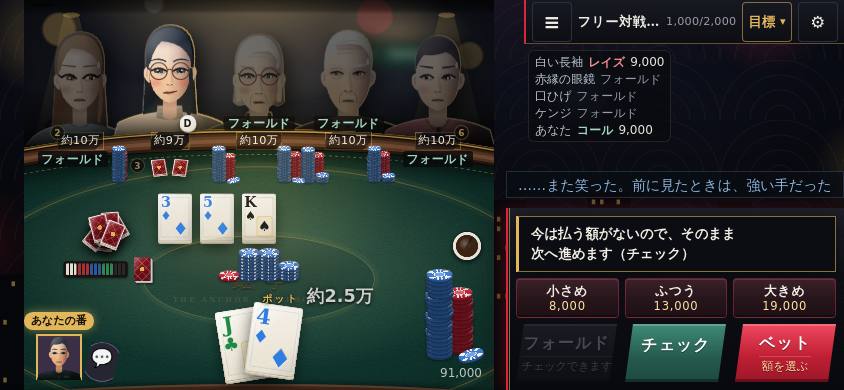 フリー対戦… 1,000/2,000 目標 ▾
白い長袖 レイズ 9,000
赤縁の眼鏡 フォールド
口ひげ フォールド
ケンジ フォールド
あなた コール 9,000
D
フォールド フォールド
2 約10万 約9万 約10万 約10万 約10万 6
フォールド 3 フォールド
……また笑った。前に見たときは、強い手だった
3 5 K
今は払う額がないので、そのまま
次へ進めます（チェック）
THE ANCHOR
ポット 約2.5万
小さめ ふつう 大きめ
8,000 13,000 19,000
あなたの番
J 4
フォールド チェック ベット
チェックできます 額を選ぶ
91,000